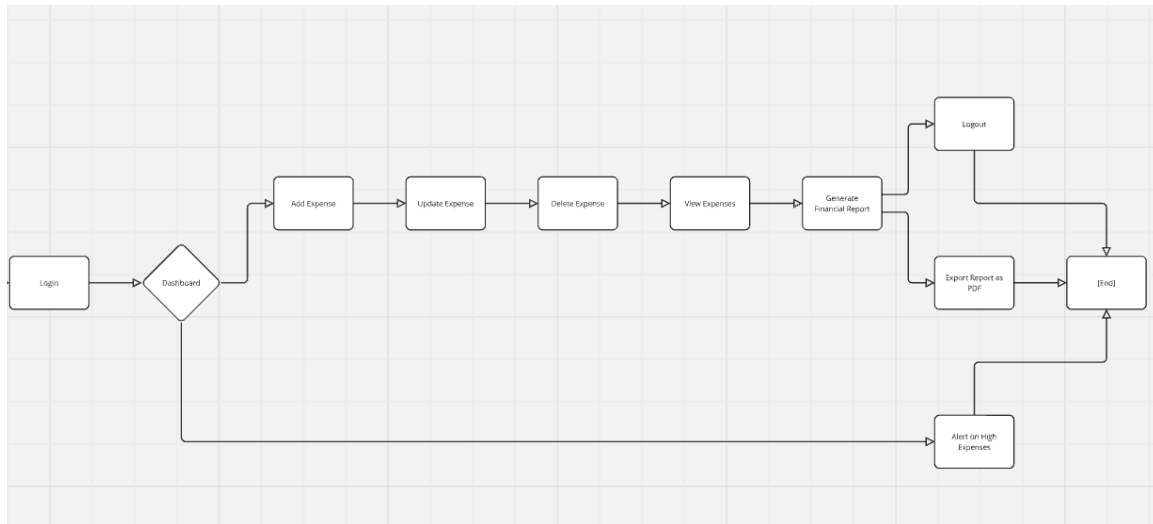 Logout
Add Expense
Update Expense
Delete Expense
View Expenses
Generate
Financial Report
Login
Dashboard
Export Report as
PDF
[End]
Alert on High
Expenses